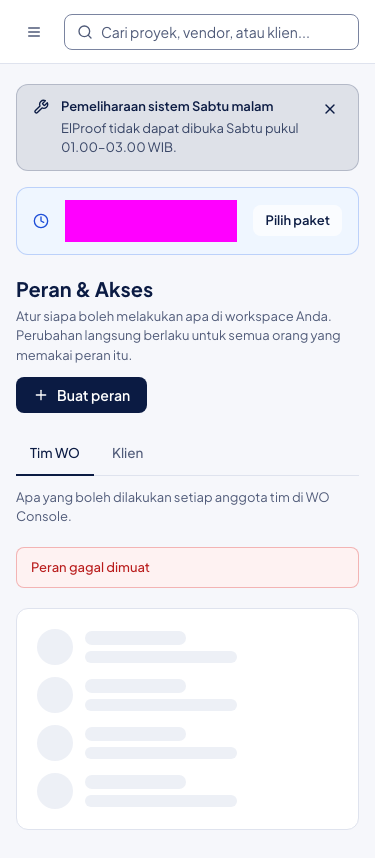 Cari proyek, vendor, atau klien...
Pemeliharaan sistem Sabtu malam
ElProof tidak dapat dibuka Sabtu pukul
01.00–03.00 WIB.
Pilih paket
Peran & Akses
Atur siapa boleh melakukan apa di workspace Anda.
Perubahan langsung berlaku untuk semua orang yang
memakai peran itu.
Buat peran
Tim WO
Klien
Apa yang boleh dilakukan setiap anggota tim di WO
Console.
Peran gagal dimuat